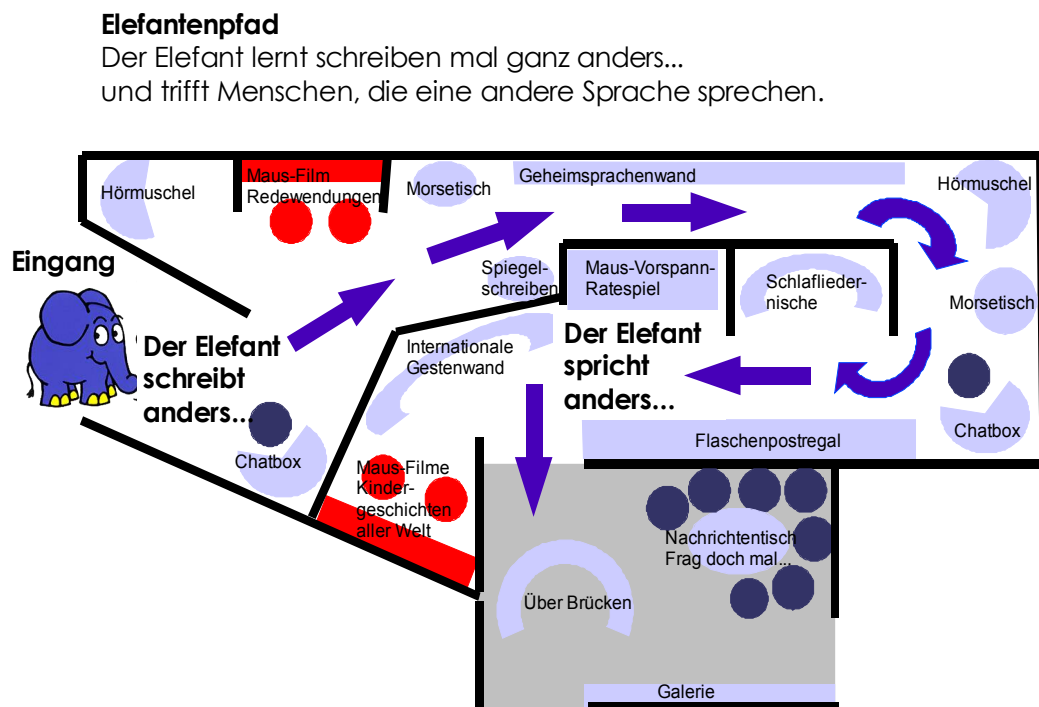 Elefantenpfad
Der Elefant lernt schreiben mal ganz anders...
und trifft Menschen, die eine andere Sprache sprechen.
Hörmuschel
Maus-Film
Redewendungen
Morsetisch
Geheimsprachenwand
Hörmuschel
Eingang
Spiegel-
schreiben
Maus-Vorspann-
Ratespiel
Schlaflieder-
nische
Morsetisch
Der Elefant
schreibt
anders...
Internationale
Gestenwand
Der Elefant
spricht
anders...
Chatbox
Maus-Filme
Kinder-
geschichten
aller Welt
Flaschenpostregal
Chatbox
Nachrichtentisch
Frag doch mal...
Über Brücken
Galerie